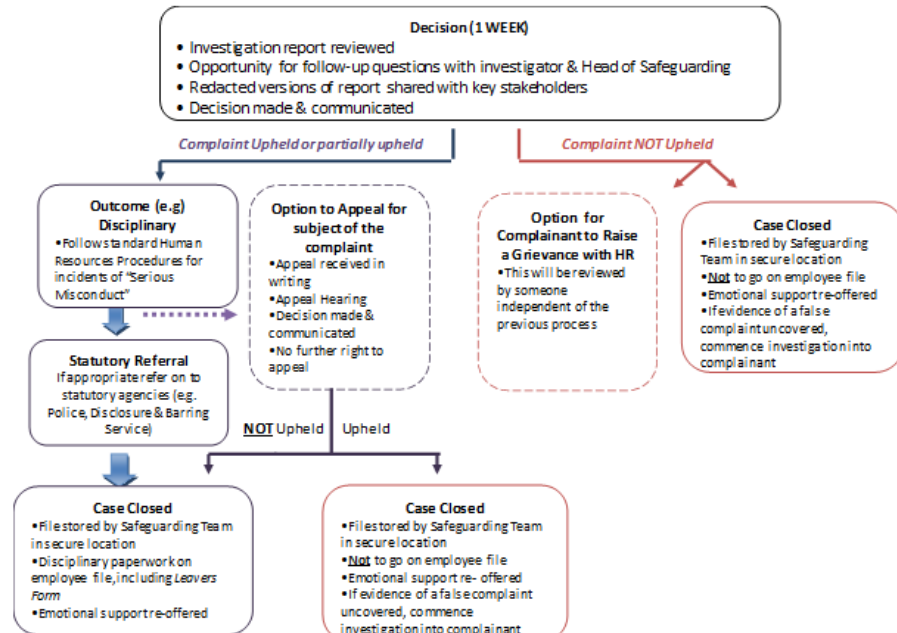 Decision (1 WEEK)
• Investigation report reviewed
• Opportunity for follow-up questions with investigator & Head of Safeguarding
• Redacted versions of report shared with key stakeholders
• Decision made & communicated
Complaint Upheld or partially upheld
Complaint NOT Upheld
Outcome (e.g)
Disciplinary
•Follow standard Human
Resources Procedures for
incidents of "Serious
Misconduct"
Option to Appeal for
subject of the
complaint
•Appeal received in
writing
•Appeal Hearing
•Decision made &
communicated
•No further right to
appeal
Option for
Complainant to Raise
a Grievance with HR
•This will be reviewed
by someone
independent of the
previous process
Case Closed
•File stored by Safeguarding
Team in secure location
•Not to go on employee file
•Emotional support re-offered
•If evidence of a false
complaint uncovered,
commence investigation into
complainant
Statutory Referral
If appropriate refer on to
statutory agencies (e.g.
Police, Disclosure & Barring
Service)
NOT Upheld
Upheld
Case Closed
•File stored by Safeguarding Team
in secure location
•Disciplinary paperwork on
employee file, including Leavers
Form
•Emotional support re-offered
Case Closed
•File stored by Safeguarding Team
in secure location
•Not to go on employee file
•Emotional support re- offered
•If evidence of a false complaint
uncovered, commence
investigation into complainant